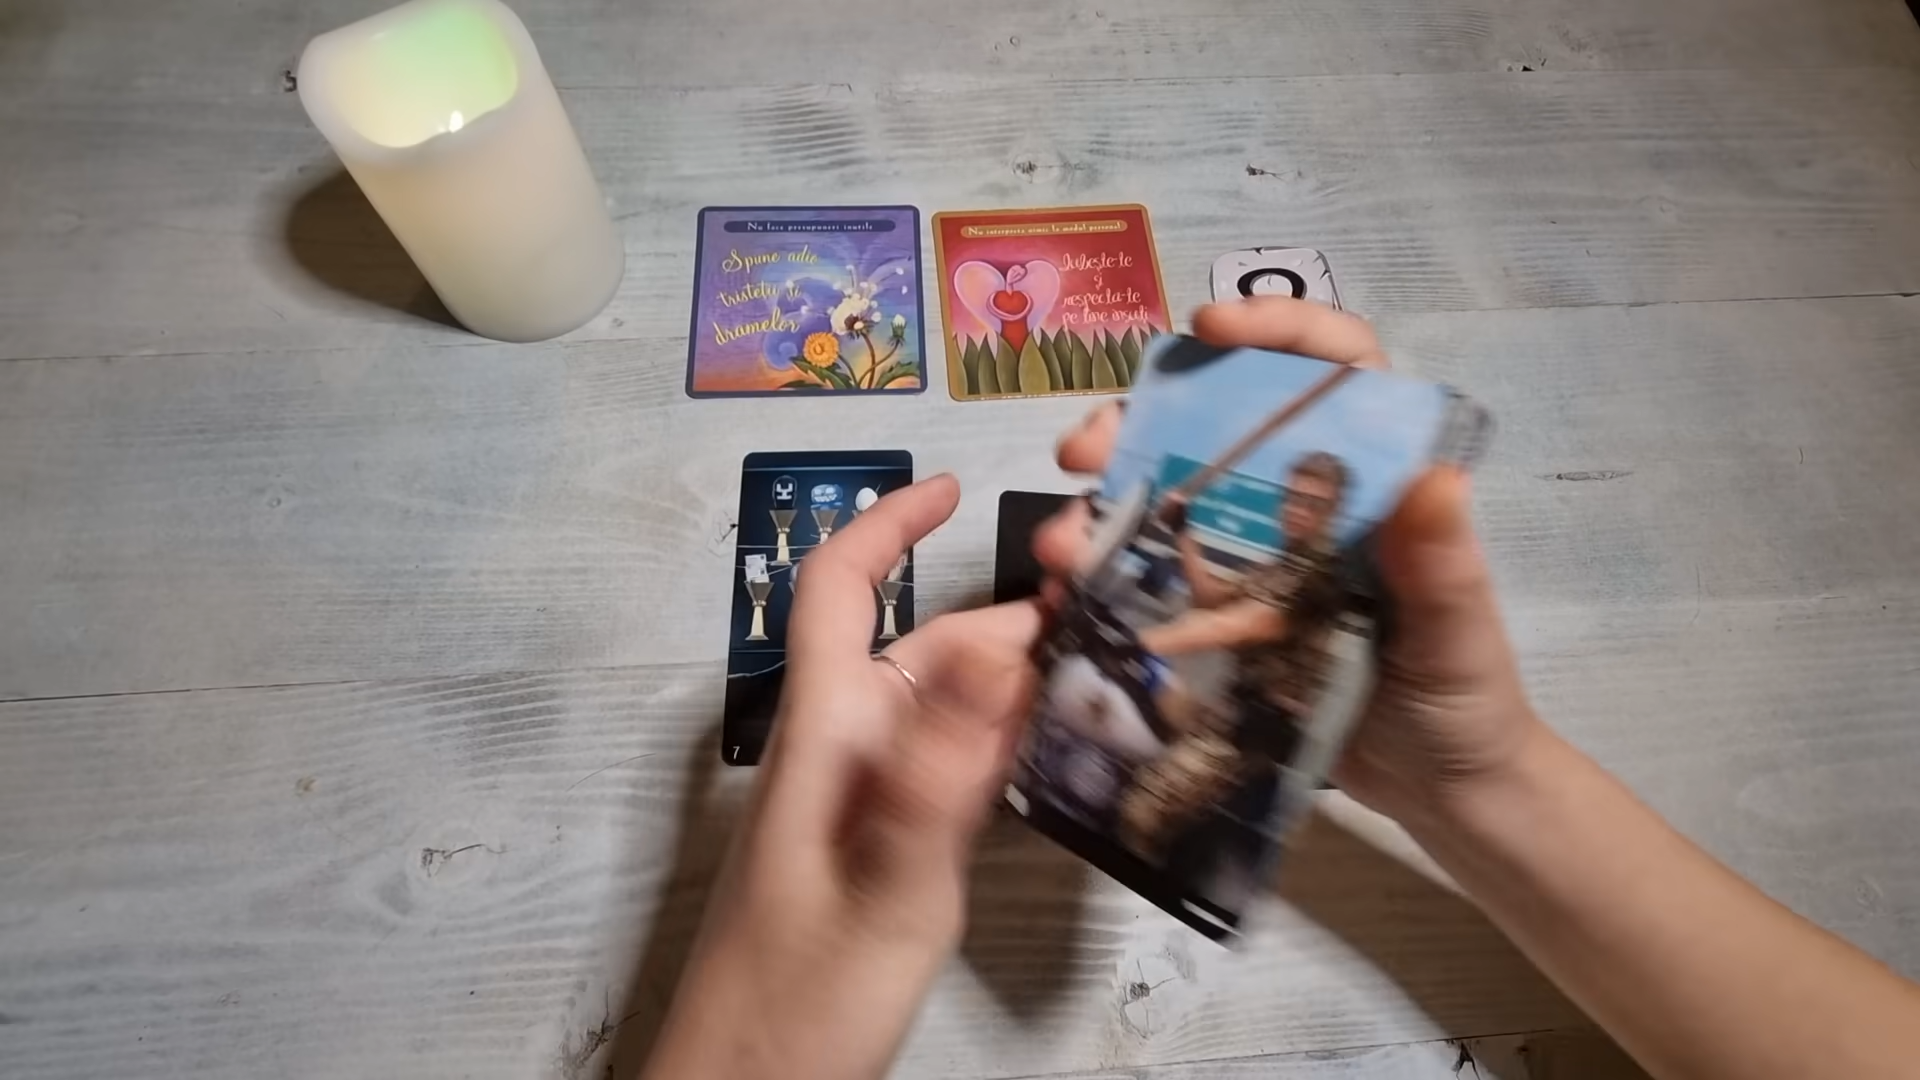 Nu face presupuneri inutile
Spune adio
tristeții și
dramelor
Nu interpreta nimic la modul personal
Iubește-te
și
respectă-te
pe tine însuți
7